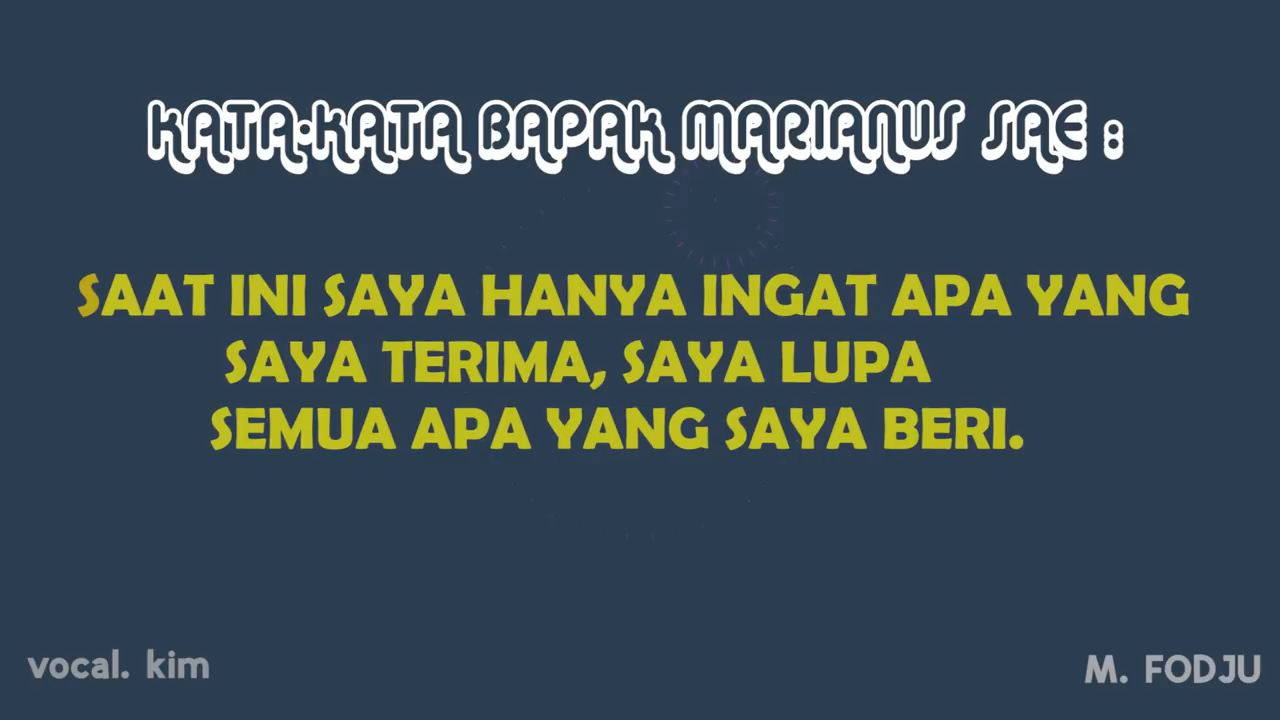 KATA-KATA BAPAK MARIANUS SAE :
SAAT INI SAYA HANYA INGAT APA YANG
SAYA TERIMA, SAYA LUPA
SEMUA APA YANG SAYA BERI.
vocal. kim
M. FODJU